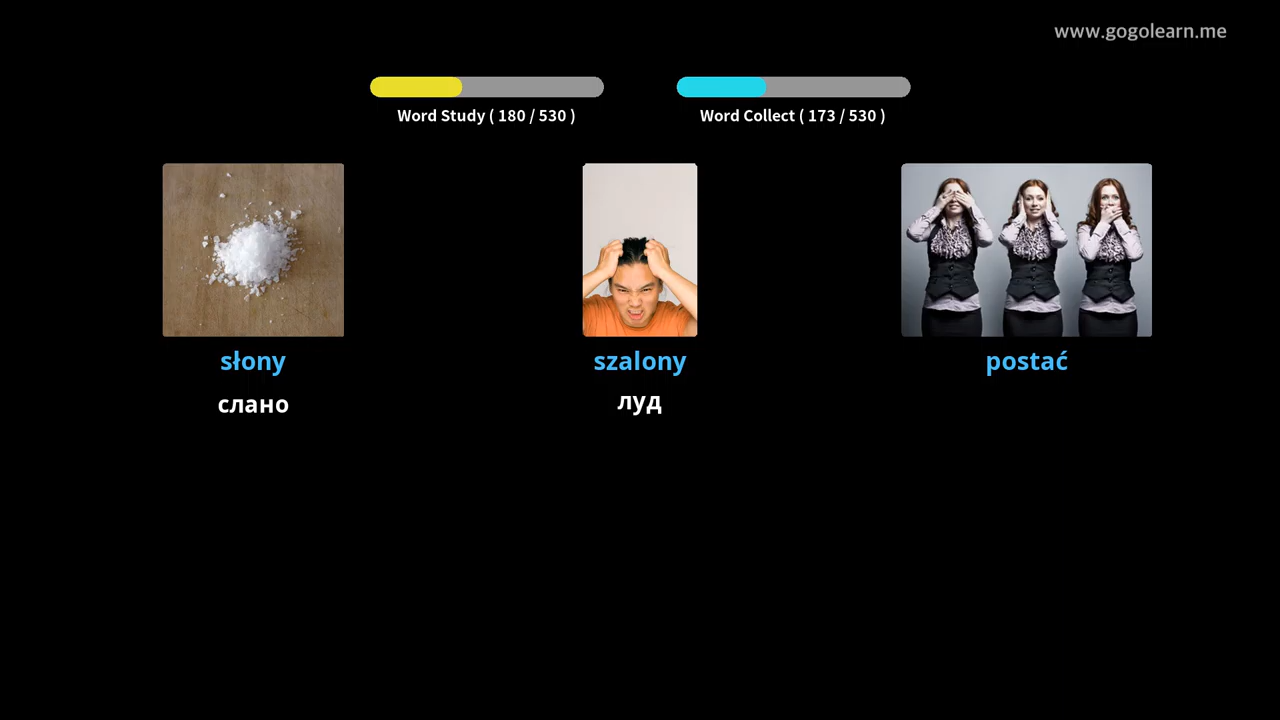 www.gogolearn.me
Word Study ( 180 / 530 )
Word Collect ( 173 / 530 )
słony
szalony
postać
слано
луд